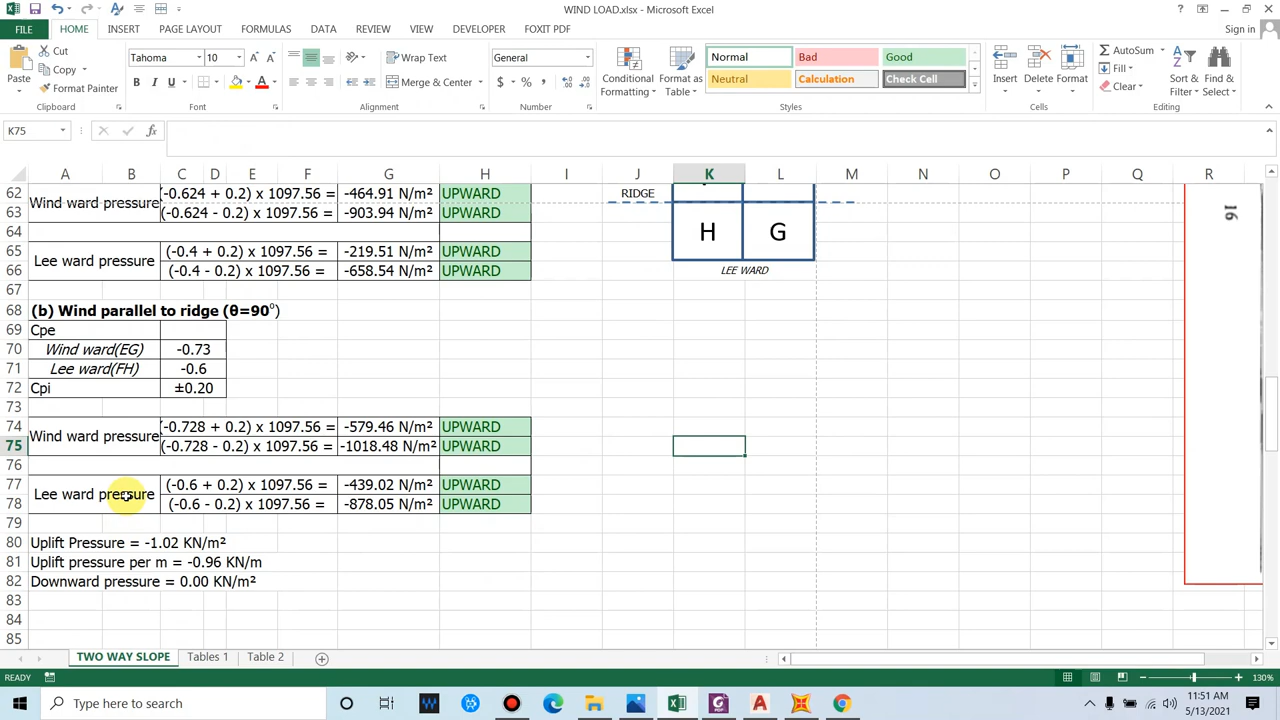 WIND LOAD.xlsx - Microsoft Excel
FILE HOME INSERT PAGE LAYOUT FORMULAS DATA REVIEW VIEW DEVELOPER FOXIT PDF Sign in
Paste Cut Copy Format Painter Clipboard
Tahoma 10 B I U A Font
Wrap Text Merge & Center Alignment
General $ % , Number
Conditional Formatting Format as Table
Normal Bad Good
Neutral Calculation Check Cell
Styles
Insert Delete Format Cells
AutoSum Fill Clear Sort & Filter Find & Select Editing
K75 fx
A B C D E F G H I J K L M N O P Q R
62 (-0.624 + 0.2) x 1097.56 = -464.91 N/m² UPWARD RIDGE
Wind ward pressure
63 (-0.624 - 0.2) x 1097.56 = -903.94 N/m² UPWARD
H G
16
64
65 (-0.4 + 0.2) x 1097.56 = -219.51 N/m² UPWARD
Lee ward pressure
66 (-0.4 - 0.2) x 1097.56 = -658.54 N/m² UPWARD LEE WARD
67
68 (b) Wind parallel to ridge (θ=90⁰)
69 Cpe
70 Wind ward(EG) -0.73
71 Lee ward(FH) -0.6
72 Cpi ±0.20
73
74 (-0.728 + 0.2) x 1097.56 = -579.46 N/m² UPWARD
Wind ward pressure
75 (-0.728 - 0.2) x 1097.56 = -1018.48 N/m² UPWARD
76
77 (-0.6 + 0.2) x 1097.56 = -439.02 N/m² UPWARD
Lee ward pressure
78 (-0.6 - 0.2) x 1097.56 = -878.05 N/m² UPWARD
79
80 Uplift Pressure = -1.02 KN/m²
81 Uplift pressure per m = -0.96 KN/m
82 Downward pressure = 0.00 KN/m²
83
84
85
TWO WAY SLOPE Tables 1 Table 2
READY 130%
Type here to search
11:51 AM
5/13/2021